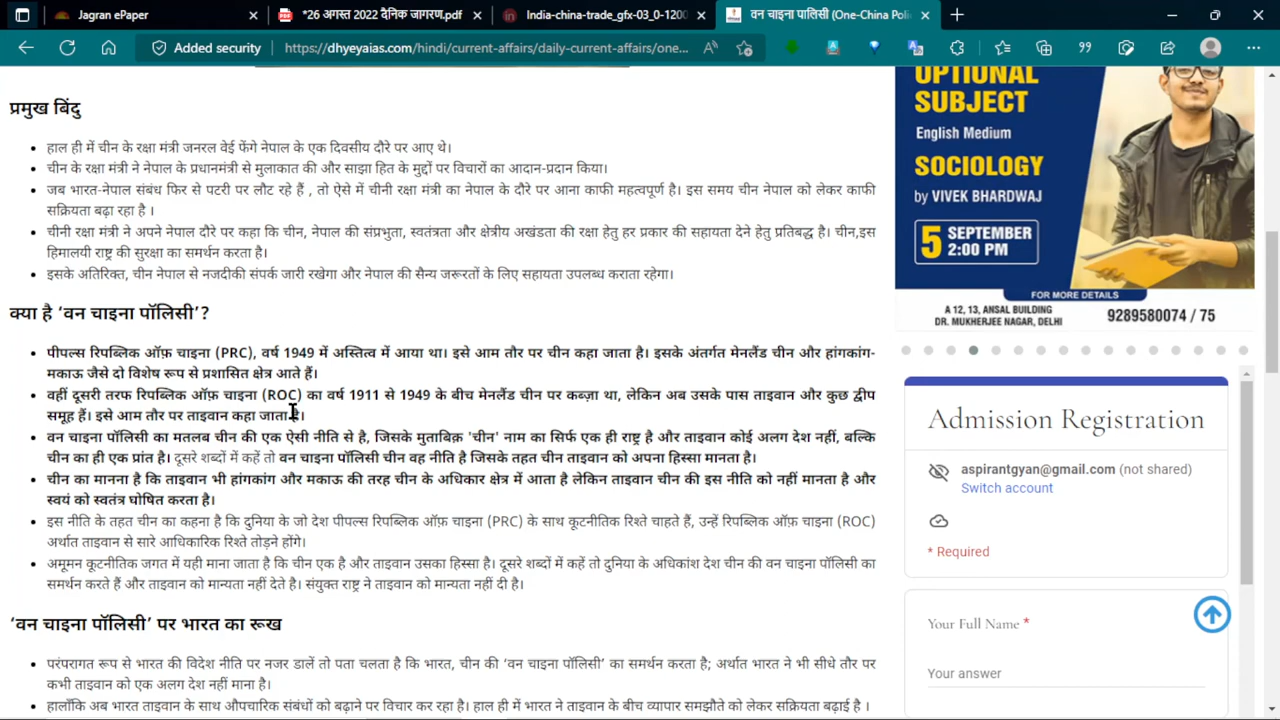 Jagran ePaper
*26 अगस्त 2022 दैनिक जागरण.pdf
India-china-trade_gfx-03_0-1200
वन चाइना पालिसी (One-China Poli
Added security
https://dhyeyaias.com/hindi/current-affairs/daily-current-affairs/one...
प्रमुख बिंदु
हाल ही में चीन के रक्षा मंत्री जनरल वेई फेंगे नेपाल के एक दिवसीय दौरे पर आए थे।
चीन के रक्षा मंत्री ने नेपाल के प्रधानमंत्री से मुलाकात की और साझा हित के मुद्दों पर विचारों का आदान-प्रदान किया।
जब भारत-नेपाल संबंध फिर से पटरी पर लौट रहे हैं , तो ऐसे में चीनी रक्षा मंत्री का नेपाल के दौरे पर आना काफी महत्वपूर्ण है। इस समय चीन नेपाल को लेकर काफी
सक्रियता बढ़ा रहा है ।
चीनी रक्षा मंत्री ने अपने नेपाल दौरे पर कहा कि चीन, नेपाल की संप्रभुता, स्वतंत्रता और क्षेत्रीय अखंडता की रक्षा हेतु हर प्रकार की सहायता देने हेतु प्रतिबद्ध है। चीन,इस
हिमालयी राष्ट्र की सुरक्षा का समर्थन करता है।
इसके अतिरिक्त, चीन नेपाल से नजदीकी संपर्क जारी रखेगा और नेपाल की सैन्य जरूरतों के लिए सहायता उपलब्ध कराता रहेगा।
क्या है ‘वन चाइना पॉलिसी’?
पीपल्स रिपब्लिक ऑफ़ चाइना (PRC), वर्ष 1949 में अस्तित्व में आया था। इसे आम तौर पर चीन कहा जाता है। इसके अंतर्गत मेनलैंड चीन और हांगकांग-
मकाऊ जैसे दो विशेष रूप से प्रशासित क्षेत्र आते हैं।
वहीं दूसरी तरफ रिपब्लिक ऑफ़ चाइना (ROC) का वर्ष 1911 से 1949 के बीच मेनलैंड चीन पर कब्ज़ा था, लेकिन अब उसके पास ताइवान और कुछ द्वीप
समूह हैं। इसे आम तौर पर ताइवान कहा जाता है।
वन चाइना पॉलिसी का मतलब चीन की एक ऐसी नीति से है, जिसके मुताबिक़ 'चीन' नाम का सिर्फ एक ही राष्ट्र है और ताइवान कोई अलग देश नहीं, बल्कि
चीन का ही एक प्रांत है। दूसरे शब्दों में कहें तो वन चाइना पॉलिसी चीन वह नीति है जिसके तहत चीन ताइवान को अपना हिस्सा मानता है।
चीन का मानना है कि ताइवान भी हांगकांग और मकाऊ की तरह चीन के अधिकार क्षेत्र में आता है लेकिन ताइवान चीन की इस नीति को नहीं मानता है और
स्वयं को स्वतंत्र घोषित करता है।
इस नीति के तहत चीन का कहना है कि दुनिया के जो देश पीपल्स रिपब्लिक ऑफ़ चाइना (PRC) के साथ कूटनीतिक रिश्ते चाहते हैं, उन्हें रिपब्लिक ऑफ़ चाइना (ROC)
अर्थात ताइवान से सारे आधिकारिक रिश्ते तोड़ने होंगे।
अमूमन कूटनीतिक जगत में यही माना जाता है कि चीन एक है और ताइवान उसका हिस्सा है। दूसरे शब्दों में कहें तो दुनिया के अधिकांश देश चीन की वन चाइना पॉलिसी का
समर्थन करते हैं और ताइवान को मान्यता नहीं देते है। संयुक्त राष्ट्र ने ताइवान को मान्यता नहीं दी है।
‘वन चाइना पॉलिसी’ पर भारत का रूख
परंपरागत रूप से भारत की विदेश नीति पर नजर डालें तो पता चलता है कि भारत, चीन की ‘वन चाइना पॉलिसी’ का समर्थन करता है; अर्थात भारत ने भी सीधे तौर पर
कभी ताइवान को एक अलग देश नहीं माना है।
हालाँकि अब भारत ताइवान के साथ औपचारिक संबंधों को बढ़ाने पर विचार कर रहा है। हाल ही में भारत ने ताइवान के बीच व्यापार समझौते को लेकर सक्रियता बढ़ाई है ।
OPTIONAL
SUBJECT
English Medium
SOCIOLOGY
by VIVEK BHARDWAJ
5 SEPTEMBER
2:00 PM
FOR MORE DETAILS
A 12, 13, ANSAL BUILDING
DR. MUKHERJEE NAGAR, DELHI
9289580074 / 75
Admission Registration
aspirantgyan@gmail.com (not shared)
Switch account
* Required
Your Full Name *
Your answer